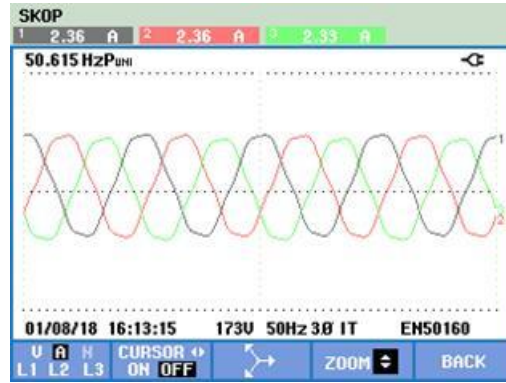 SKOP
1 2.36 A 2 2.36 A 3 2.33 A
50.615 HzPUNI
1
2
01/08/18 16:13:15 173V 50Hz 3Ø IT EN50160
V A H CURSOR ZOOM BACK
L1 L2 L3 ON OFF